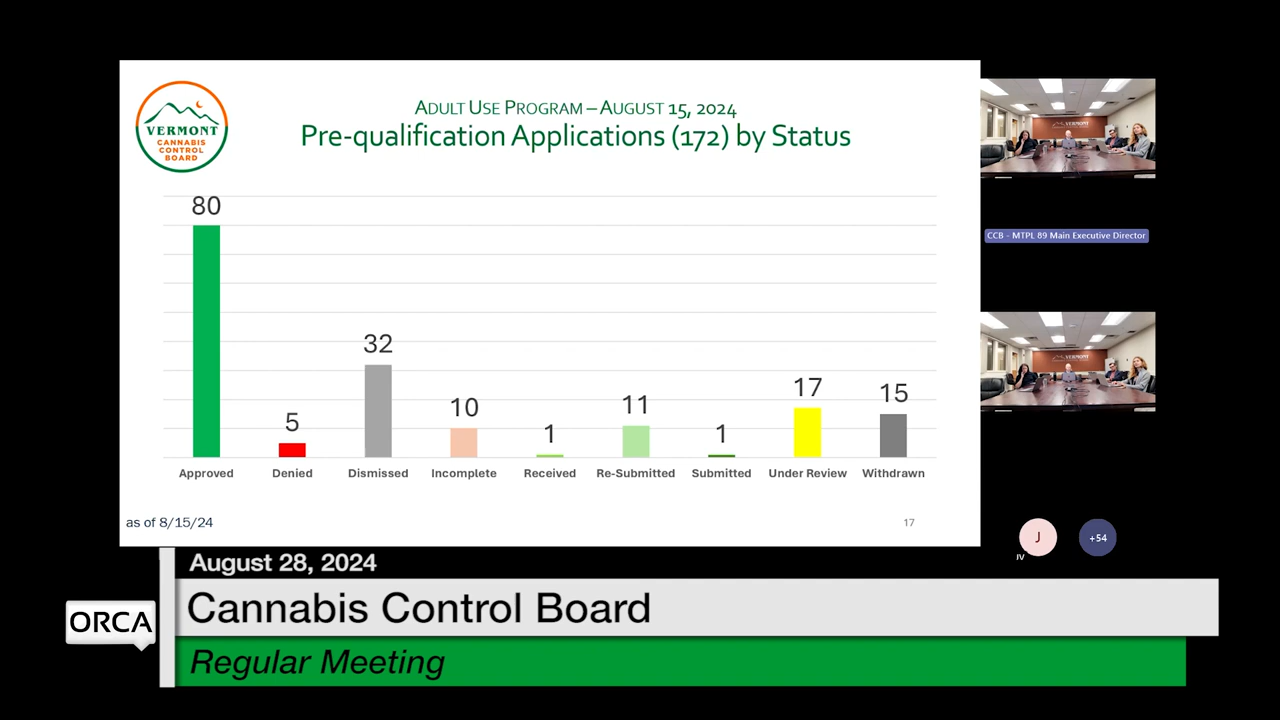 VERMONT
CANNABIS
CONTROL
BOARD
Adult Use Program – August 15, 2024
Pre-qualification Applications (172) by Status
80
5
32
10
1
11
1
17
15
Approved
Denied
Dismissed
Incomplete
Received
Re-Submitted
Submitted
Under Review
Withdrawn
as of 8/15/24
17
VERMONT
CCB - MTPL 89 Main Executive Director
VERMONT
J
+54
JV
August 28, 2024
Cannabis Control Board
ORCA
Regular Meeting